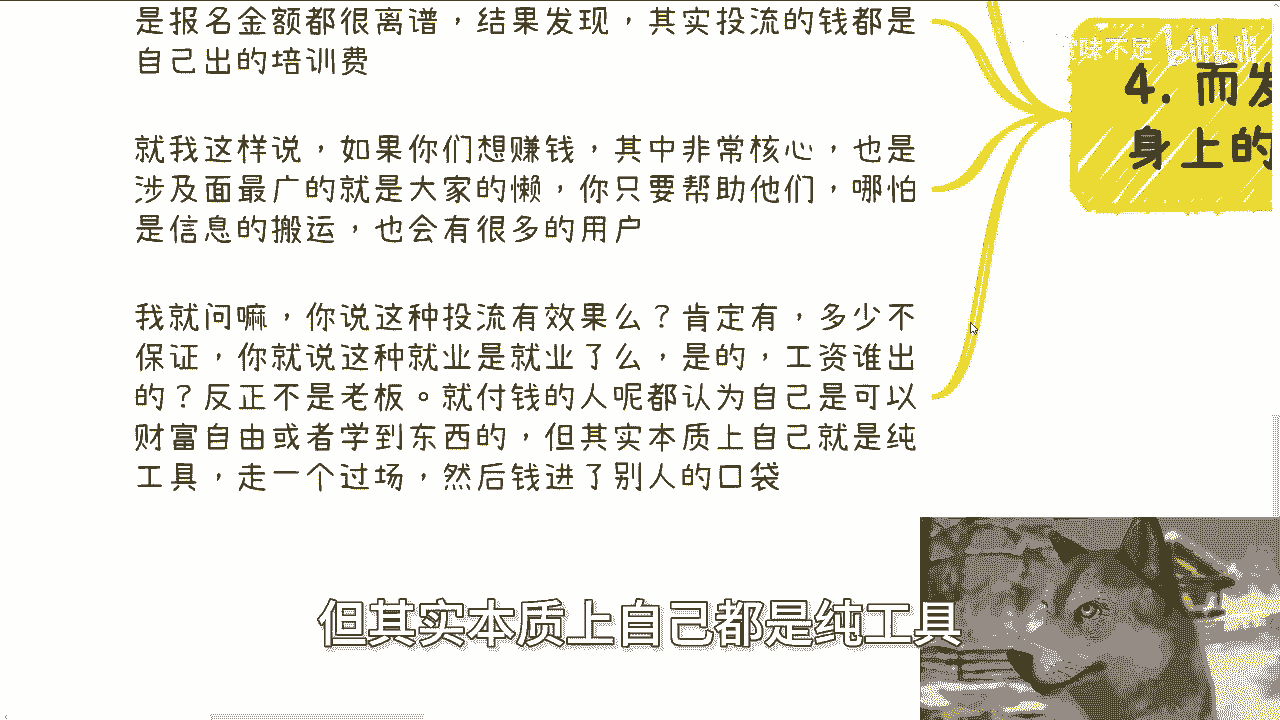 是报名金额都很离谱，结果发现，其实投流的钱都是
自己出的培训费
就我这样说，如果你们想赚钱，其中非常核心，也是
涉及面最广的就是大家的懒，你只要帮助他们，哪怕
是信息的搬运，也会有很多的用户
我就问嘛，你说这种投流有效果么？肯定有，多少不
保证，你就说这种就业是就业了么，是的，工资谁出
的？反正不是老板。就付钱的人呢都认为自己是可以
财富自由或者学到东西的，但其实本质上自己就是纯
工具，走一个过场，然后钱进了别人的口袋
味不足 bilibili
4. 而发
身上的
但其实本质上自己都是纯工具